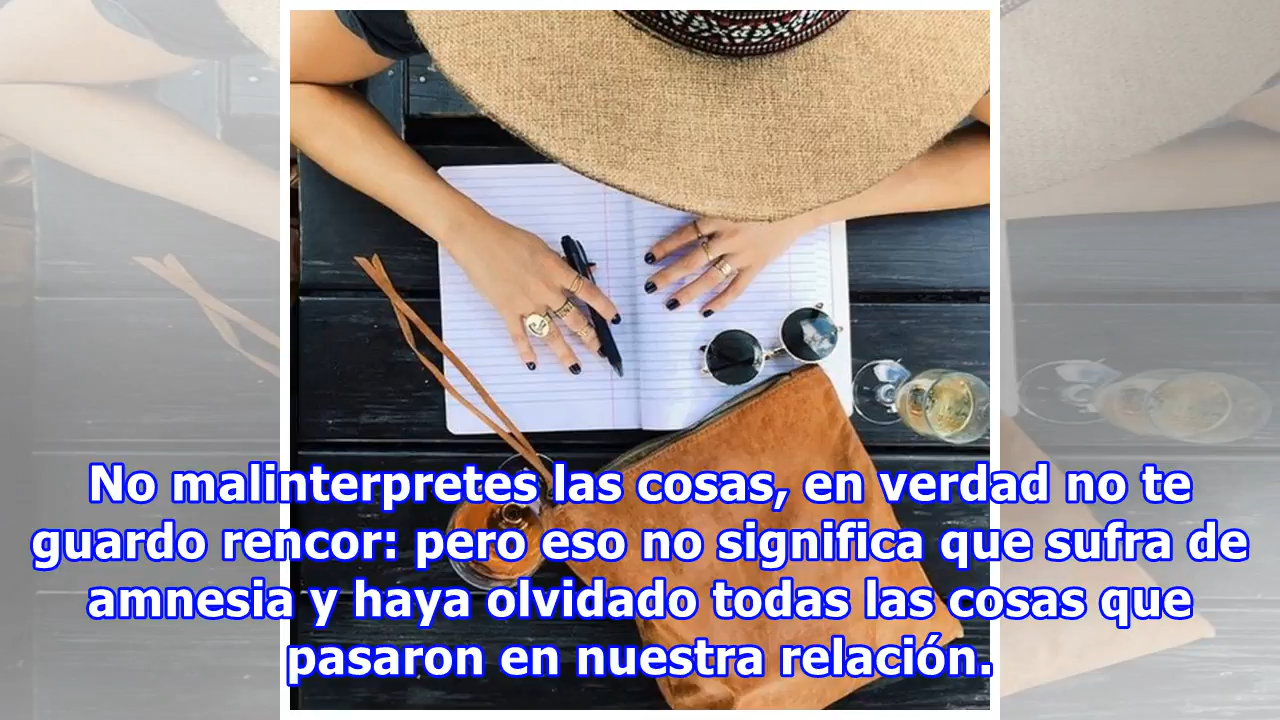 No malinterpretes las cosas, en verdad no te
guardo rencor: pero eso no significa que sufra de
amnesia y haya olvidado todas las cosas que
pasaron en nuestra relación.